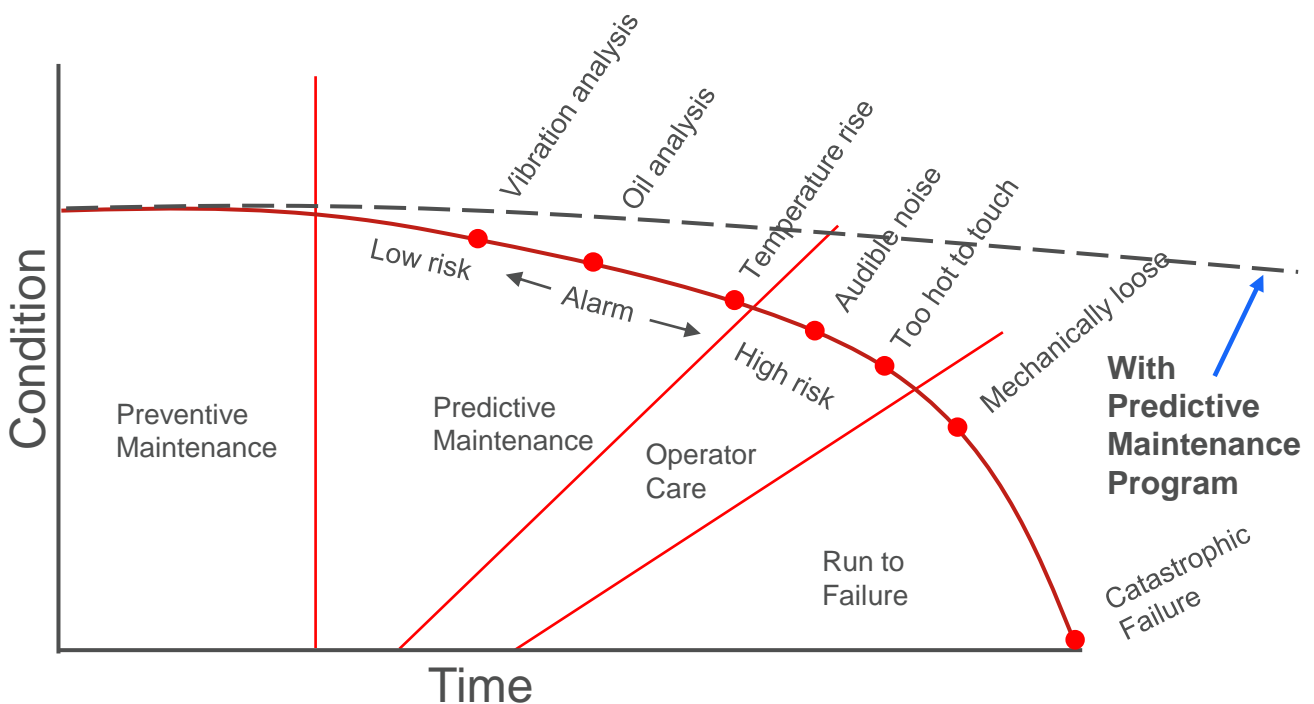 Vibration analysis
Oil analysis
Temperature rise
Audible noise
Too hot to touch
Mechanically loose
Low risk
Alarm
High risk
With
Predictive
Maintenance
Program
Condition
Preventive
Maintenance
Predictive
Maintenance
Operator
Care
Run to
Failure
Catastrophic
Failure
Time